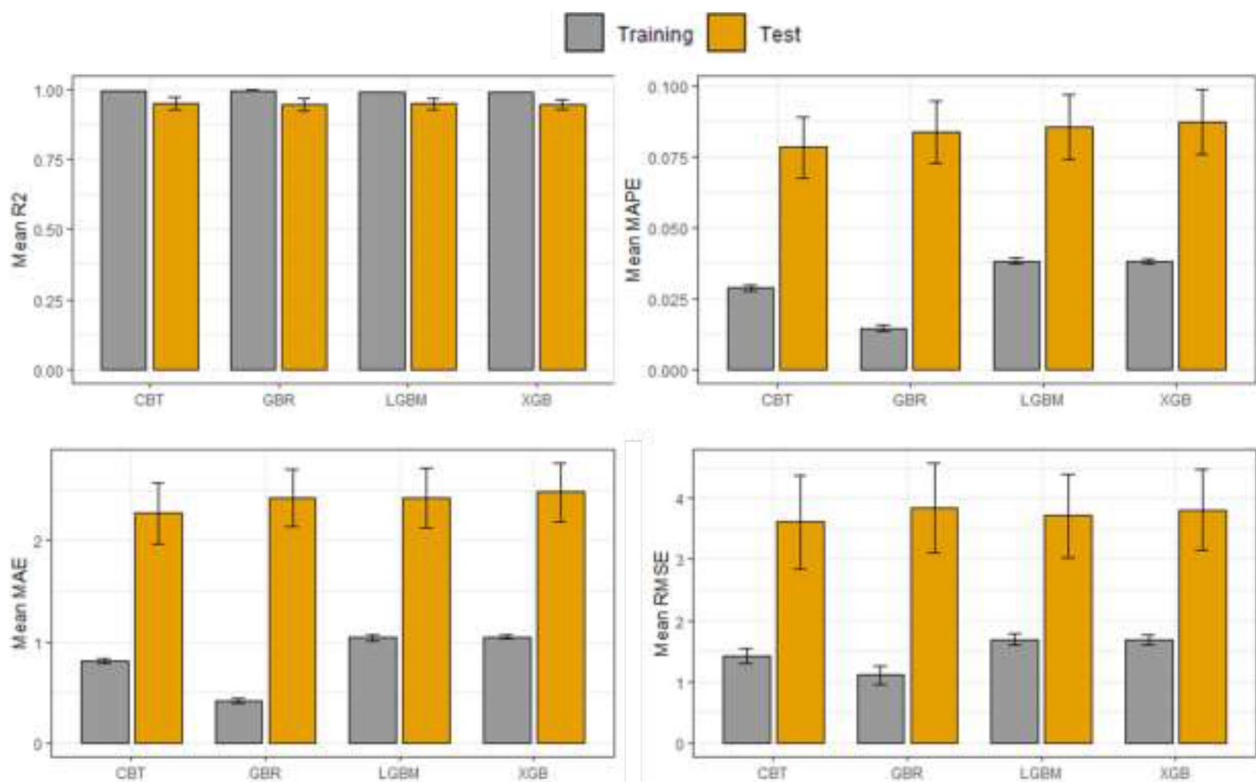 Training Test
Mean R2
1.00
0.75
0.50
0.25
0.00
CBT GBR LGBM XGB
Mean MAPE
0.100
0.075
0.050
0.025
0.000
CBT GBR LGBM XGB
Mean MAE
2
1
0
CBT GBR LGBM XGB
Mean RMSE
4
3
2
1
0
CBT GBR LGBM XGB